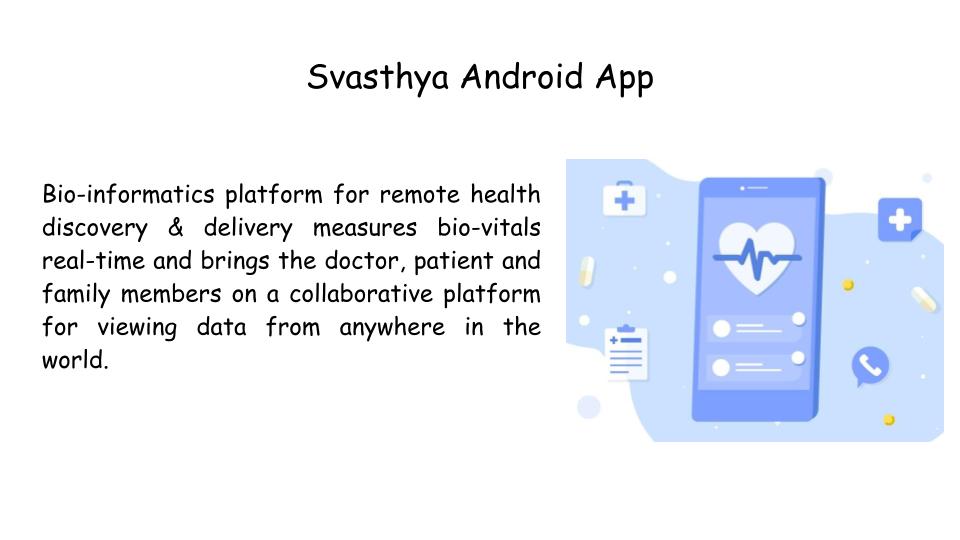 Svasthya Android App
Bio-informatics platform for remote health
discovery & delivery measures bio-vitals
real-time and brings the doctor, patient and
family members on a collaborative platform
for viewing data from anywhere in the
world.